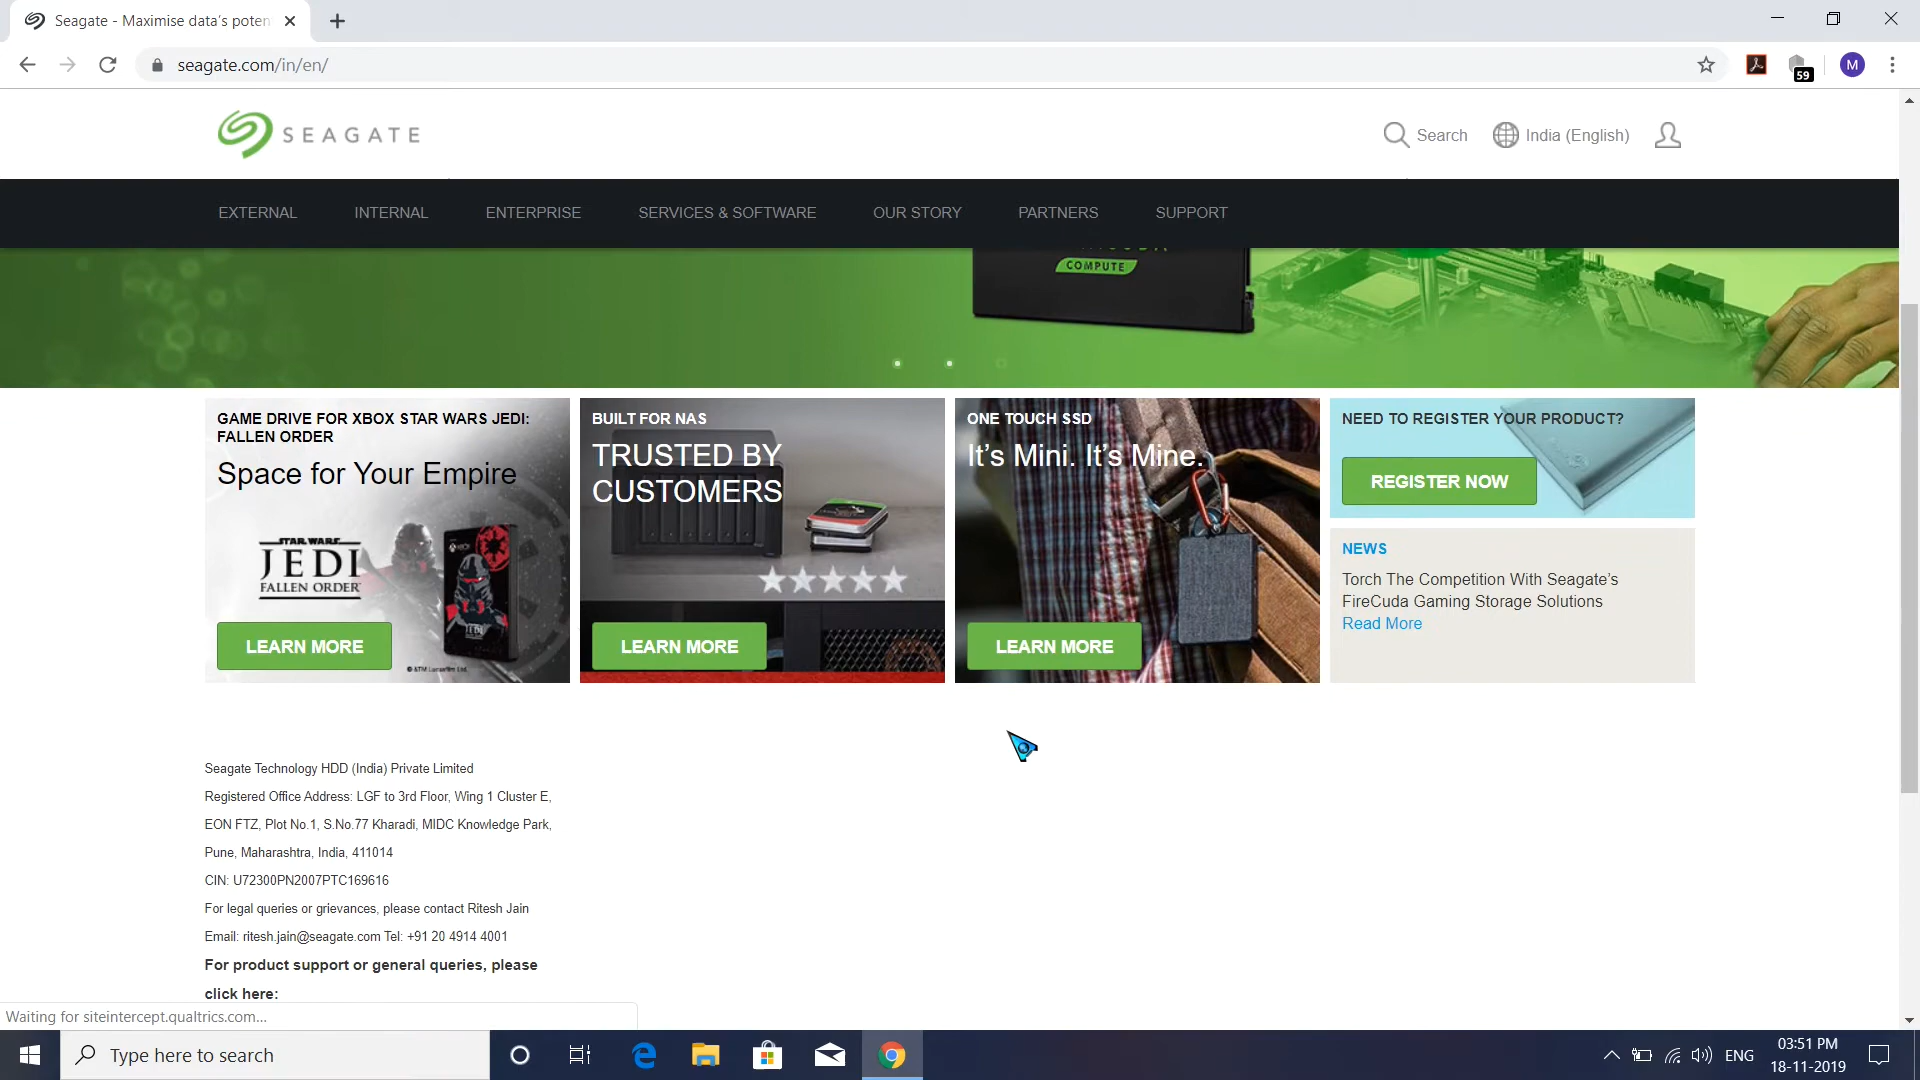 Seagate - Maximise data's poten
seagate.com/in/en/
59
M
SEAGATE
Search
India (English)
EXTERNAL
INTERNAL
ENTERPRISE
SERVICES & SOFTWARE
OUR STORY
PARTNERS
SUPPORT
COMPUTE
GAME DRIVE FOR XBOX STAR WARS JEDI:
FALLEN ORDER
Space for Your Empire
STAR WARS
JEDI
FALLEN ORDER
LEARN MORE
© &TM Lucasfilm Ltd.
BUILT FOR NAS
TRUSTED BY
CUSTOMERS
LEARN MORE
ONE TOUCH SSD
It's Mini. It's Mine.
LEARN MORE
NEED TO REGISTER YOUR PRODUCT?
REGISTER NOW
NEWS
Torch The Competition With Seagate's
FireCuda Gaming Storage Solutions
Read More
Seagate Technology HDD (India) Private Limited
Registered Office Address: LGF to 3rd Floor, Wing 1 Cluster E,
EON FTZ, Plot No.1, S.No.77 Kharadi, MIDC Knowledge Park,
Pune, Maharashtra, India, 411014
CIN: U72300PN2007PTC169616
For legal queries or grievances, please contact Ritesh Jain
Email: ritesh.jain@seagate.com Tel: +91 20 4914 4001
For product support or general queries, please
click here:
Waiting for siteintercept.qualtrics.com...
Type here to search
ENG
03:51 PM
18-11-2019